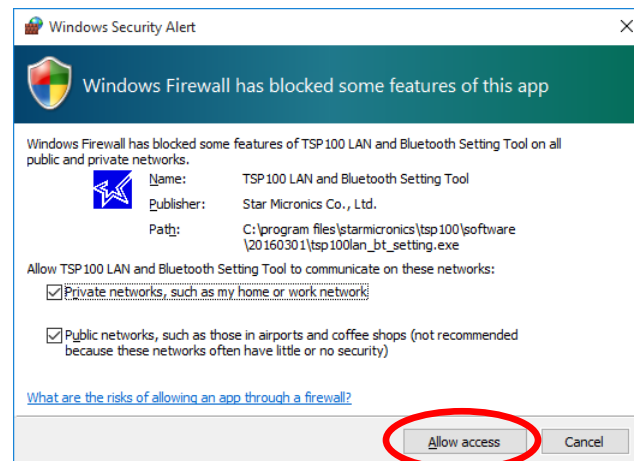 Windows Security Alert
Windows Firewall has blocked some features of this app
Windows Firewall has blocked some features of TSP100 LAN and Bluetooth Setting Tool on all
public and private networks.
Name: TSP100 LAN and Bluetooth Setting Tool
Publisher: Star Micronics Co., Ltd.
Path: C:\program files\starmicronics\tsp100\software
\20160301\tsp100lan_bt_setting.exe
Allow TSP100 LAN and Bluetooth Setting Tool to communicate on these networks:
Private networks, such as my home or work network
Public networks, such as those in airports and coffee shops (not recommended
because these networks often have little or no security)
What are the risks of allowing an app through a firewall?
Allow access Cancel